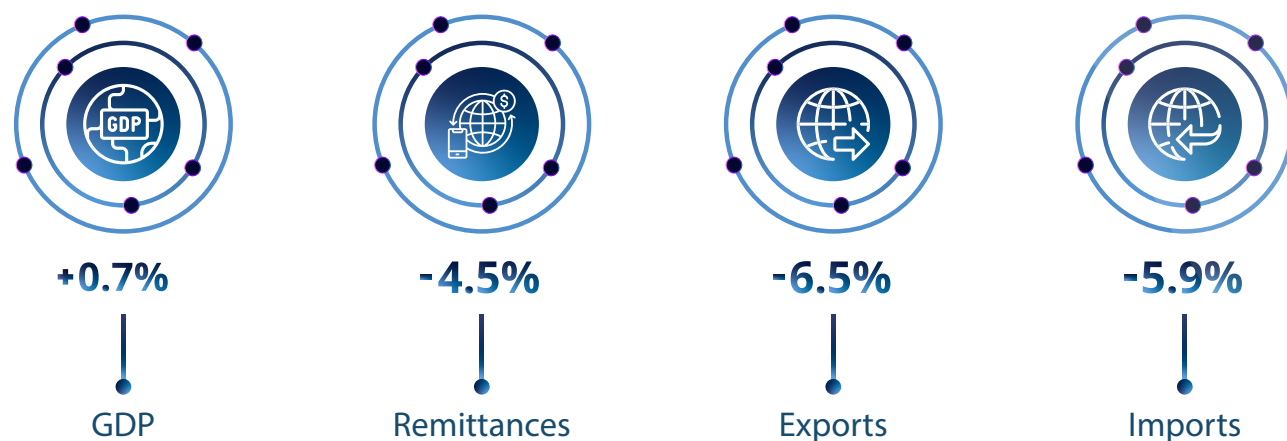 GDP
$
+0.7%
-4.5%
-6.5%
-5.9%
GDP
Remittances
Exports
Imports